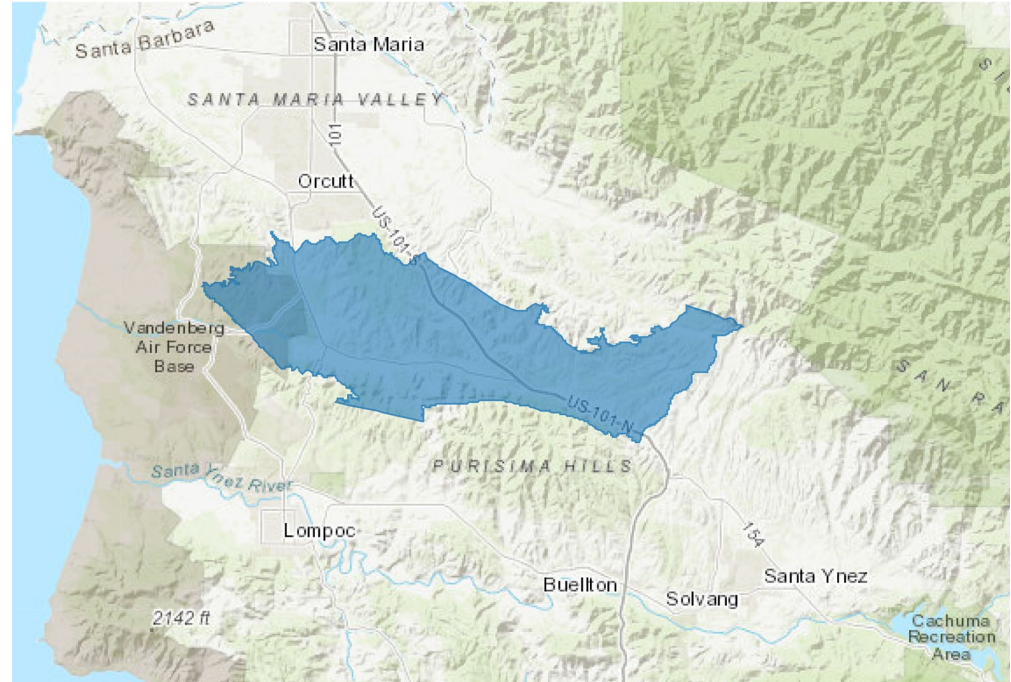 Santa Barbara
Santa Maria
SANTA MARIA VALLEY
101
Orcutt
US-101-
Vandenberg
Air Force
Base
SAN RA
US-101-N
PURISIMA HILLS
Santa Ynez River
Lompoc
154
Buellton
Santa Ynez
Solvang
2142 ft
Cachuma
Recreation
Area